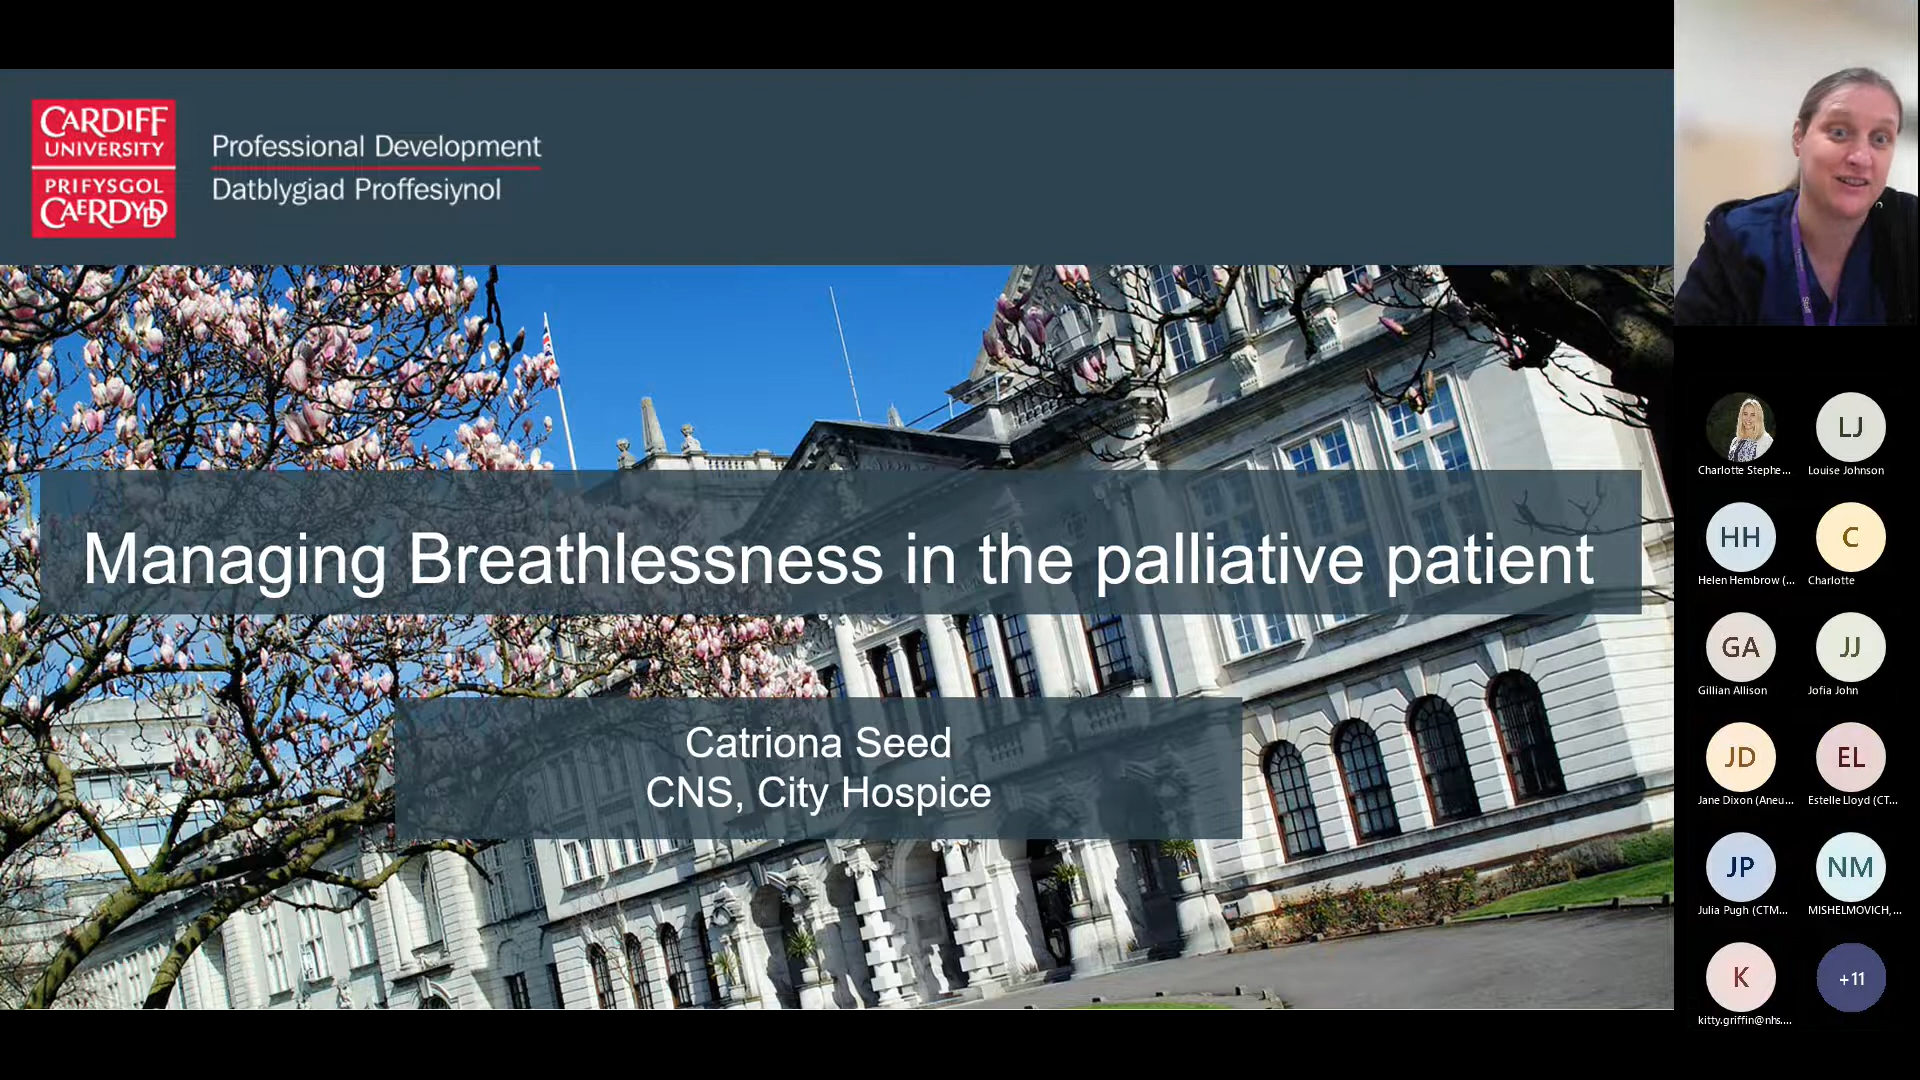 CARDIFF
UNIVERSITY
PRIFYSGOL
CAERDYDD
Professional Development
Datblygiad Proffesiynol
Managing Breathlessness in the palliative patient
Catriona Seed
CNS, City Hospice
Staff
Charlotte Stephe...
LJ
Louise Johnson
HH
Helen Hembrow (...
C
Charlotte
GA
Gillian Allison
JJ
Jofia John
JD
Jane Dixon (Aneu...
EL
Estelle Lloyd (CT...
JP
Julia Pugh (CTM...
NM
MISHELMOVICH,...
K
kitty.griffin@nhs....
+11